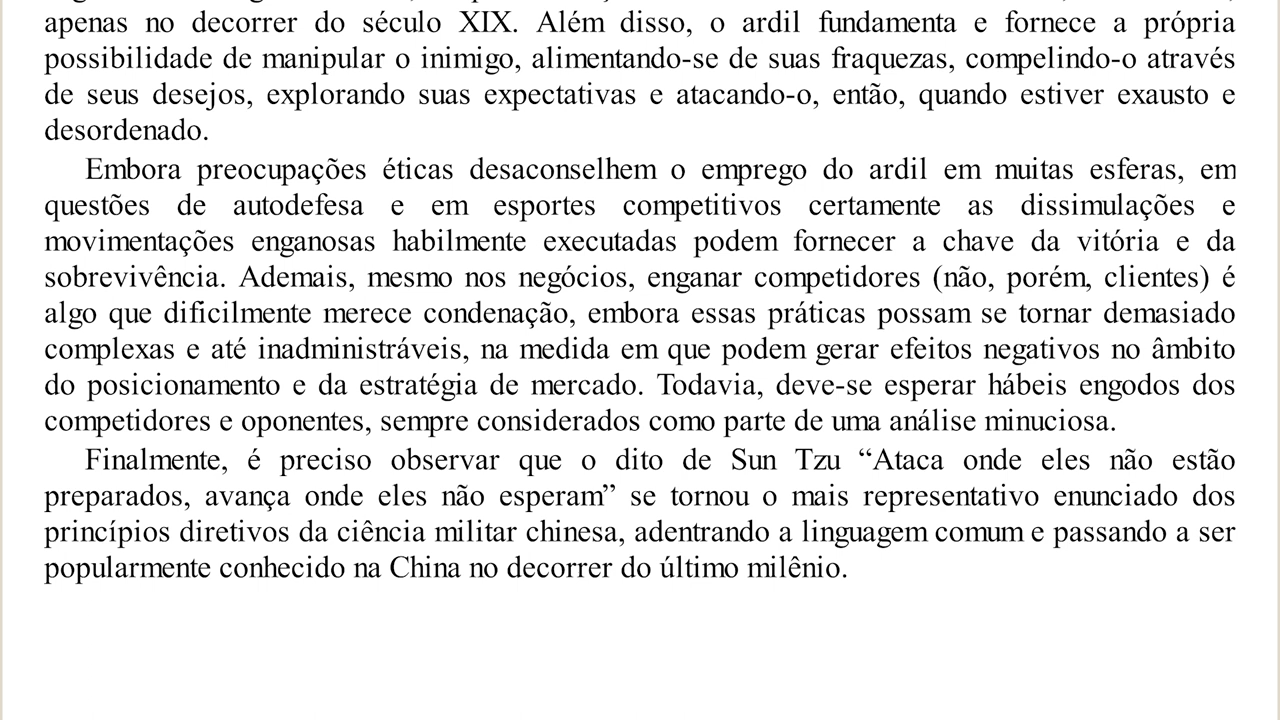 apenas no decorrer do século XIX. Além disso, o ardil fundamenta e fornece a própria
possibilidade de manipular o inimigo, alimentando-se de suas fraquezas, compelindo-o através
de seus desejos, explorando suas expectativas e atacando-o, então, quando estiver exausto e
desordenado.
Embora preocupações éticas desaconselhem o emprego do ardil em muitas esferas, em
questões de autodefesa e em esportes competitivos certamente as dissimulações e
movimentações enganosas habilmente executadas podem fornecer a chave da vitória e da
sobrevivência. Ademais, mesmo nos negócios, enganar competidores (não, porém, clientes) é
algo que dificilmente merece condenação, embora essas práticas possam se tornar demasiado
complexas e até inadministráveis, na medida em que podem gerar efeitos negativos no âmbito
do posicionamento e da estratégia de mercado. Todavia, deve-se esperar hábeis engodos dos
competidores e oponentes, sempre considerados como parte de uma análise minuciosa.
Finalmente, é preciso observar que o dito de Sun Tzu “Ataca onde eles não estão
preparados, avança onde eles não esperam” se tornou o mais representativo enunciado dos
princípios diretivos da ciência militar chinesa, adentrando a linguagem comum e passando a ser
popularmente conhecido na China no decorrer do último milênio.